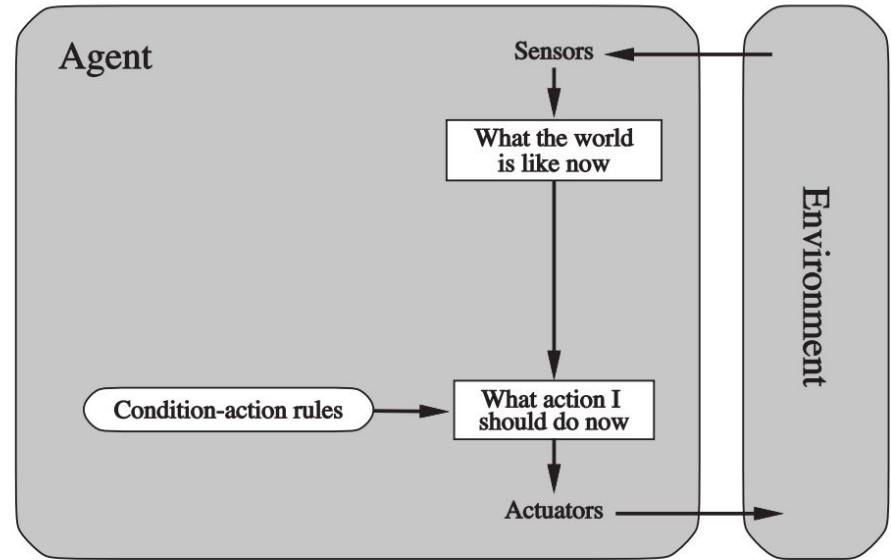 Agent
Sensors
What the world
is like now
Environment
Condition-action rules
What action I
should do now
Actuators